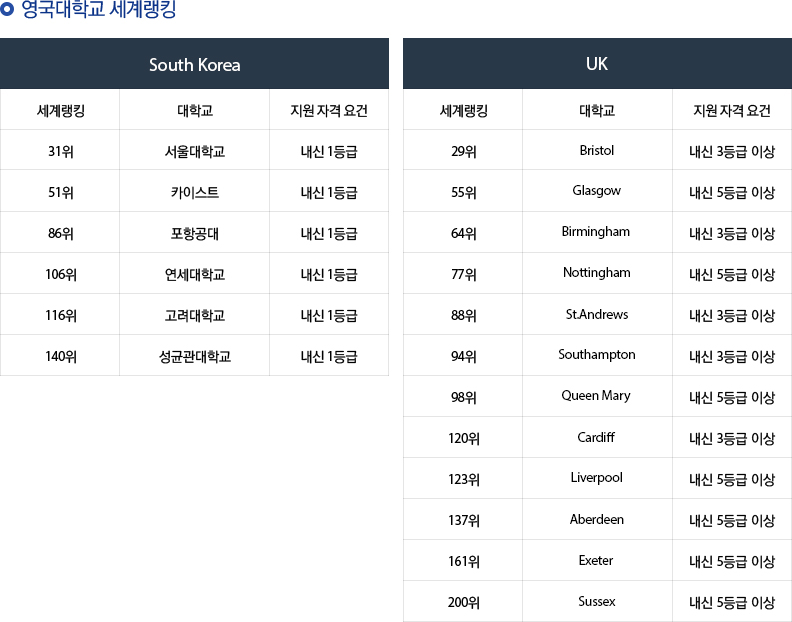 영국대학교 세계랭킹
South Korea
세계랭킹 대학교 지원 자격 요건
31위 서울대학교 내신 1등급
51위 카이스트 내신 1등급
86위 포항공대 내신 1등급
106위 연세대학교 내신 1등급
116위 고려대학교 내신 1등급
140위 성균관대학교 내신 1등급
UK
세계랭킹 대학교 지원 자격 요건
29위 Bristol 내신 3등급 이상
55위 Glasgow 내신 5등급 이상
64위 Birmingham 내신 3등급 이상
77위 Nottingham 내신 5등급 이상
88위 St.Andrews 내신 3등급 이상
94위 Southampton 내신 3등급 이상
98위 Queen Mary 내신 5등급 이상
120위 Cardiff 내신 3등급 이상
123위 Liverpool 내신 5등급 이상
137위 Aberdeen 내신 5등급 이상
161위 Exeter 내신 5등급 이상
200위 Sussex 내신 5등급 이상